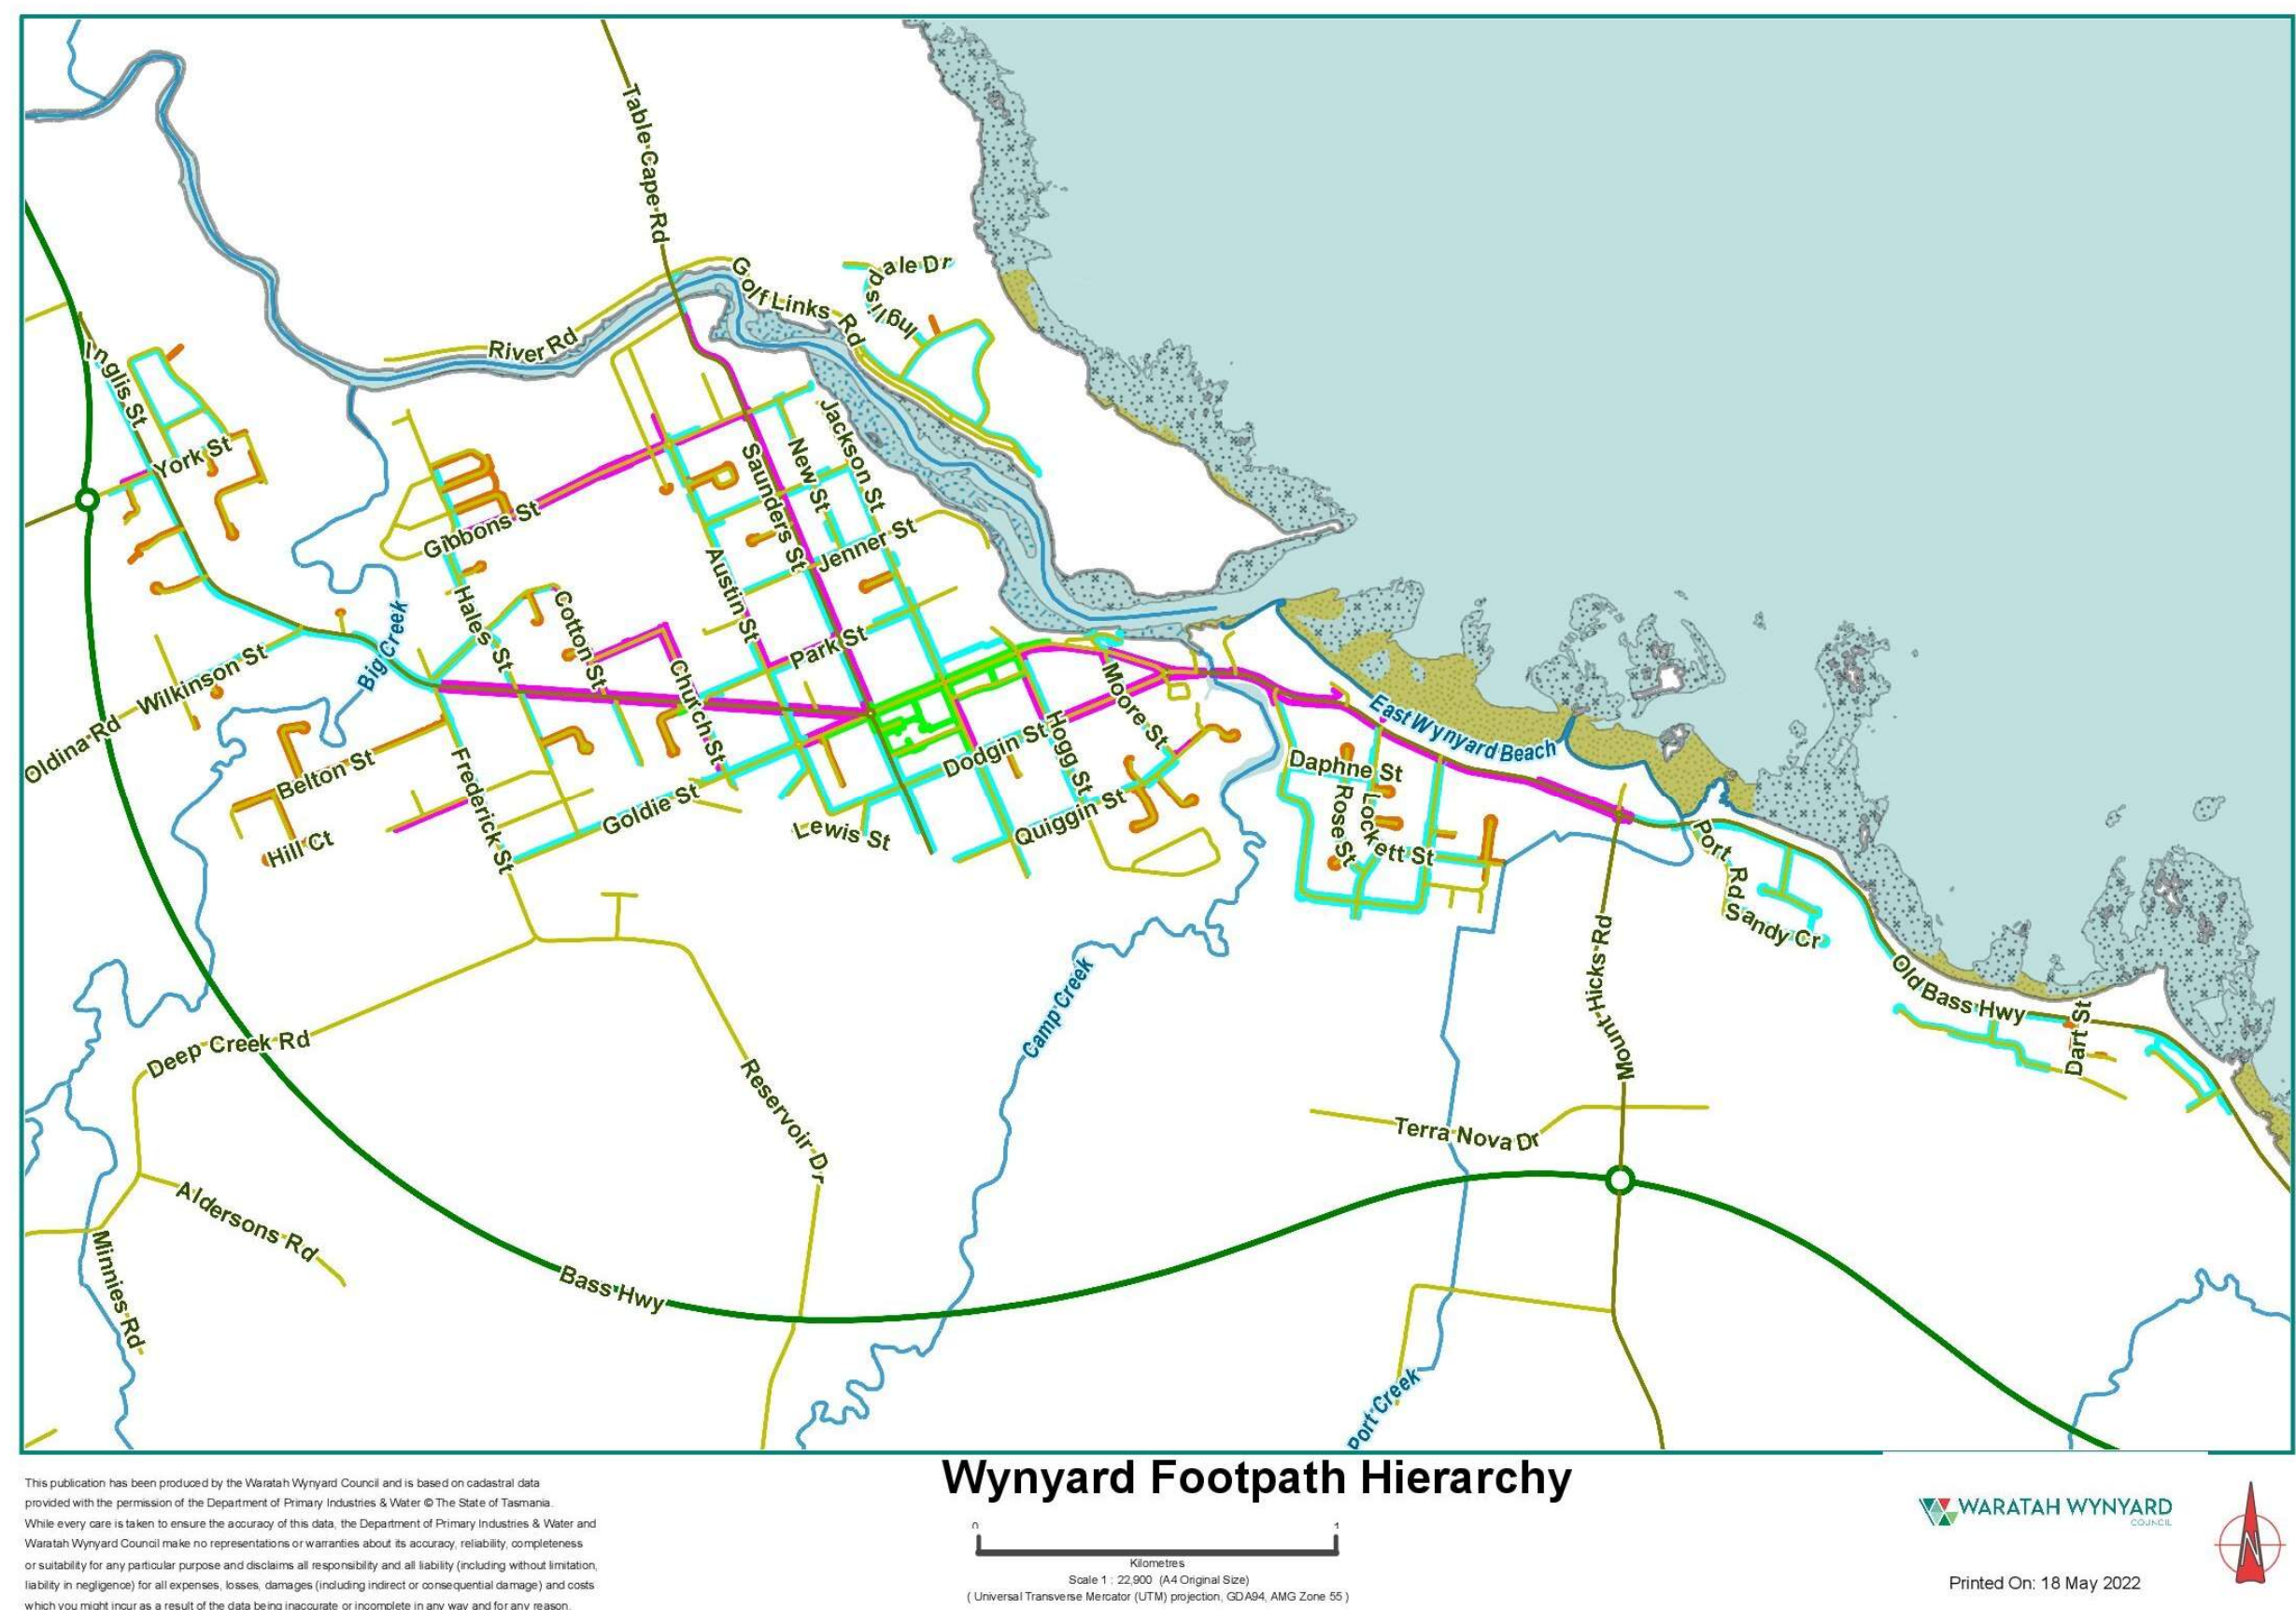 Table Cape Rd
Golf Links Rd
Inglisdale Dr
River Rd
Inglis St
York St
Jackson St
New St
Saunders St
Gibbons St
Jenner St
Austin St
Hales St
Cotton St
Big Creek
Park St
Wilkinson St
Church St
Moore St
Hogg St
East Wynyard Beach
Oldina Rd
Dodgin St
Daphne St
Belton St
Frederick St
Rose St
Lockett St
Goldie St
Quiggin St
Lewis St
Hill Ct
Port Rd
Sandy Cr
Mount Hicks Rd
Old Bass Hwy
Dart St
Camp Creek
Deep Creek Rd
Reservoir Dr
Terra Nova Dr
Aldersons Rd
Minnies Rd
Bass Hwy
Port Creek
Wynyard Footpath Hierarchy
This publication has been produced by the Waratah Wynyard Council and is based on cadastral data
provided with the permission of the Department of Primary Industries & Water © The State of Tasmania.
While every care is taken to ensure the accuracy of this data, the Department of Primary Industries & Water and
Waratah Wynyard Council make no representations or warranties about its accuracy, reliability, completeness
or suitability for any particular purpose and disclaims all responsibility and all liability (including without limitation,
liability in negligence) for all expenses, losses, damages (including indirect or consequential damage) and costs
which you might incur as a result of the data being inaccurate or incomplete in any way and for any reason.
0 1
Kilometres
Scale 1 : 22,900 (A4 Original Size)
( Universal Transverse Mercator (UTM) projection, GDA94, AMG Zone 55 )
WARATAH WYNYARD
COUNCIL
N
Printed On: 18 May 2022